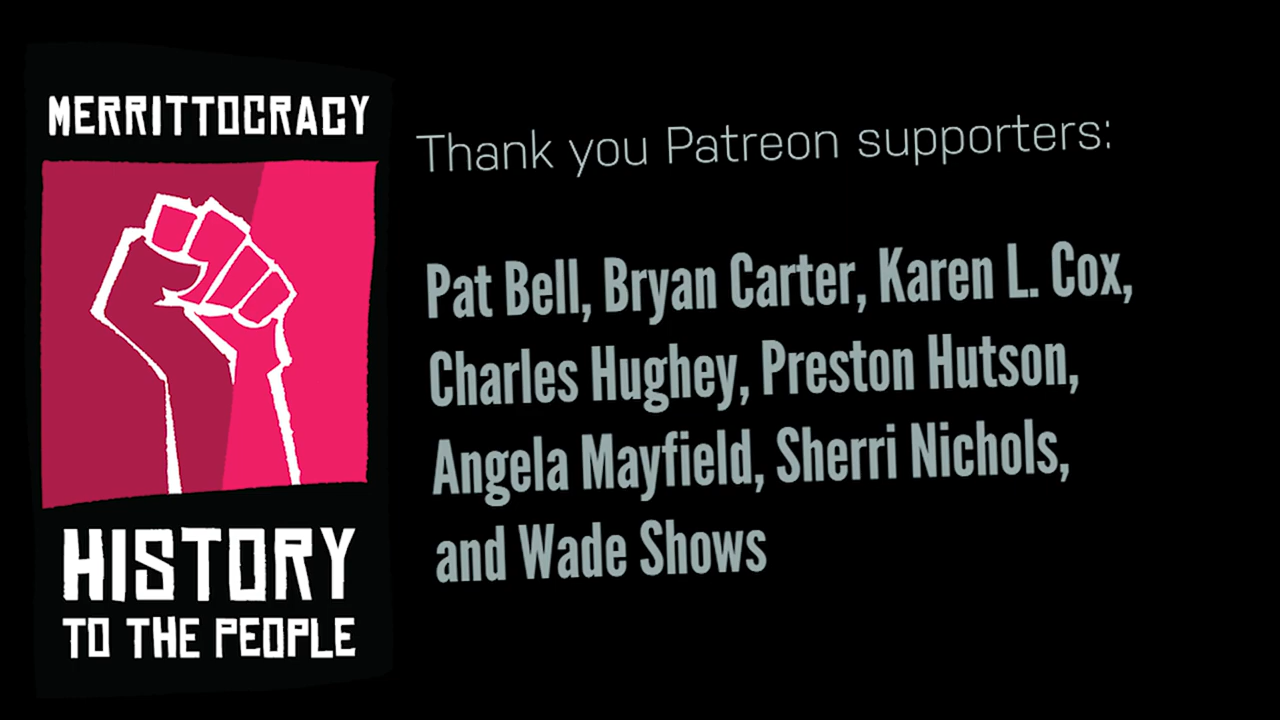 MERRITTOCRACY
HISTORY
TO THE PEOPLE
Thank you Patreon supporters:
Pat Bell, Bryan Carter, Karen L. Cox,
Charles Hughey, Preston Hutson,
Angela Mayfield, Sherri Nichols,
and Wade Shows